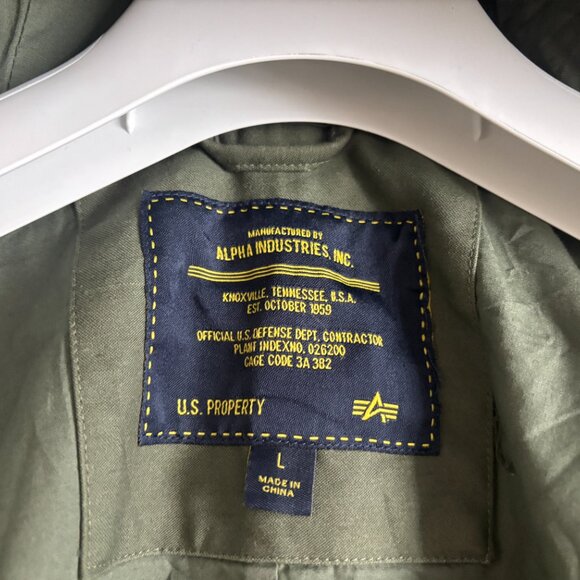 MANUFACTURED BY
ALPHA INDUSTRIES, INC.
KNOXVILLE, TENNESSEE, U.S.A.
EST. OCTOBER 1959
OFFICIAL U.S. DEFENSE DEPT. CONTRACTOR
PLANT INDEXNO. 026200
CAGE CODE 3A 3B2
U.S. PROPERTY
L
MADE IN
CHINA